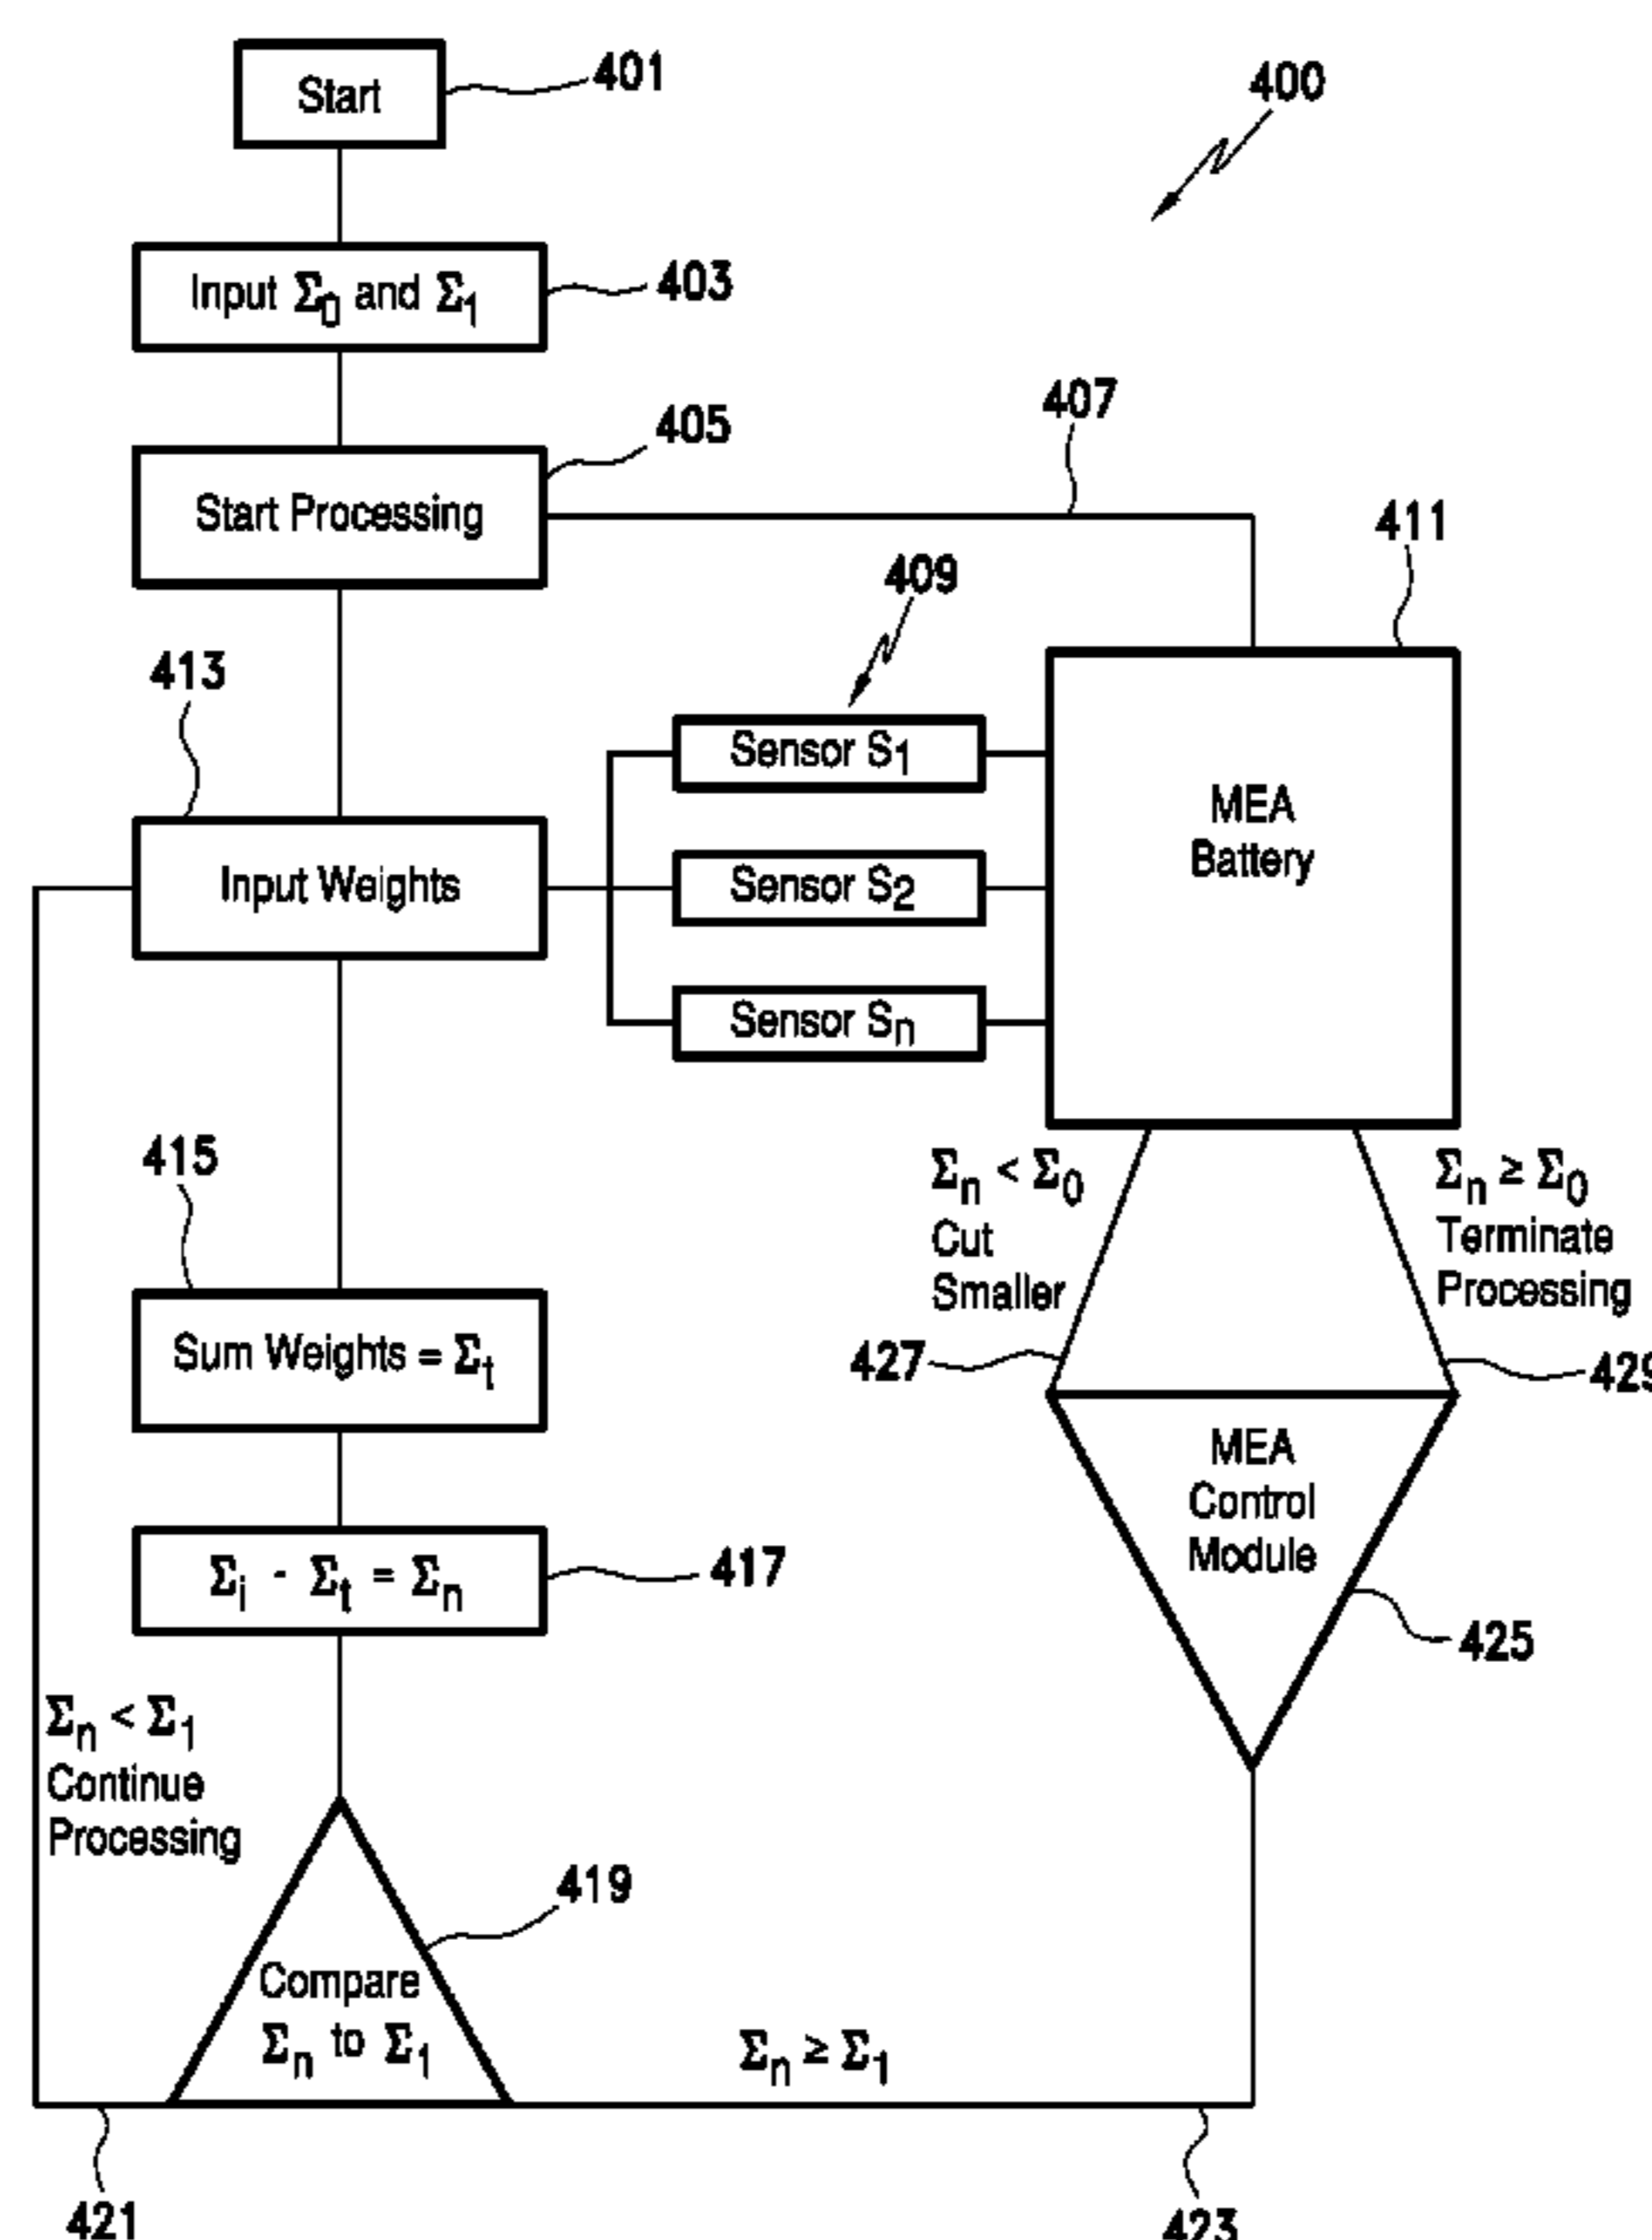 Start
401
400
Input Σ0 and Σ1
403
405
407
Start Processing
411
409
413
Sensor S1
MEA
Battery
Input Weights
Sensor S2
Sensor Sn
415
Σn < Σ0
Cut
Smaller
Σn ≥ Σ0
Terminate
Processing
Sum Weights = Σt
427
429
MEA
Control
Module
Σi - Σt = Σn
417
425
Σn < Σ1
Continue
Processing
419
Compare
Σn to Σ1
Σn ≥ Σ1
421
423